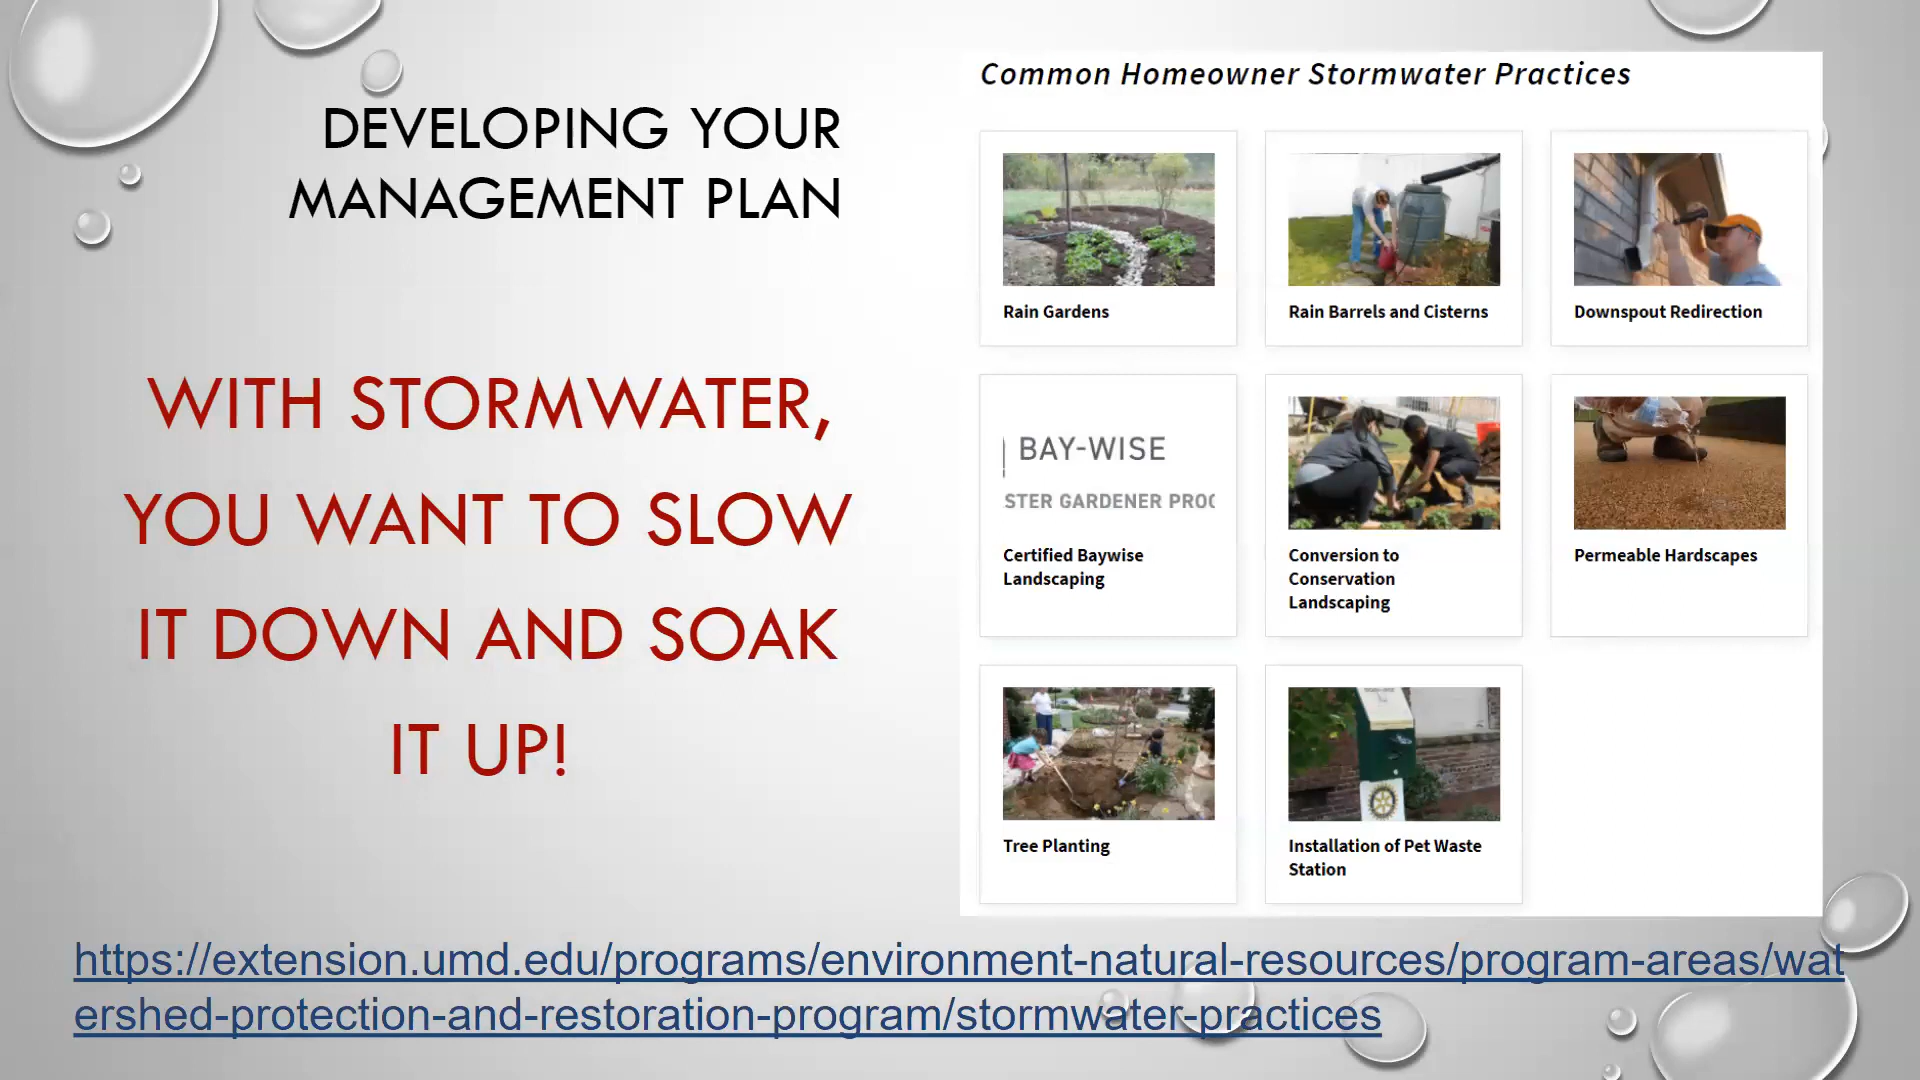 DEVELOPING YOUR
MANAGEMENT PLAN
WITH STORMWATER,
YOU WANT TO SLOW
IT DOWN AND SOAK
IT UP!
Common Homeowner Stormwater Practices
Rain Gardens
Rain Barrels and Cisterns
Downspout Redirection
BAY-WISE
STER GARDENER PROG
Certified Baywise
Landscaping
Conversion to
Conservation
Landscaping
Permeable Hardscapes
Tree Planting
Installation of Pet Waste
Station
https://extension.umd.edu/programs/environment-natural-resources/program-areas/wat
ershed-protection-and-restoration-program/stormwater-practices